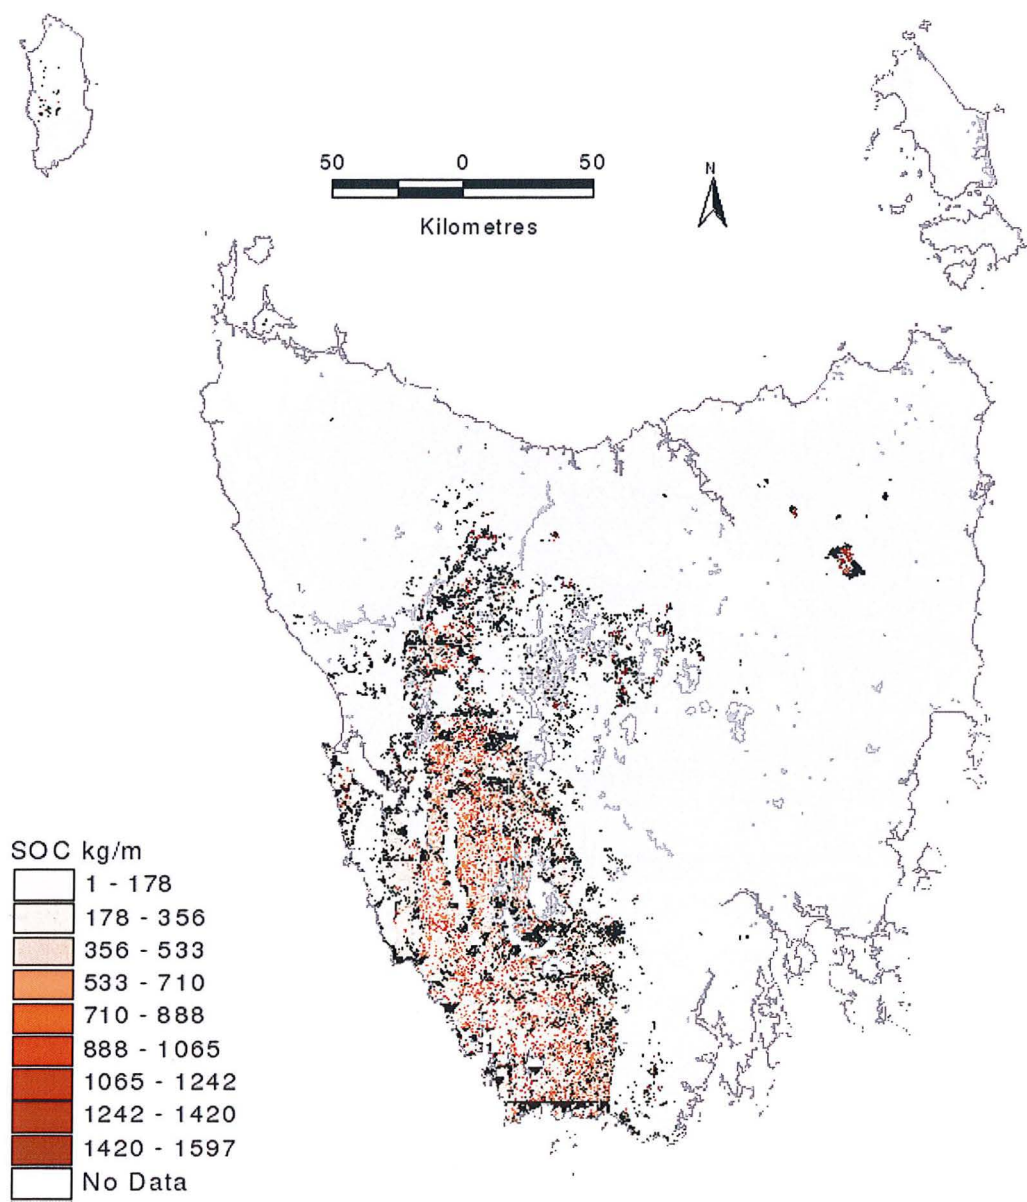 50 0 50
N
Kilometres
SOC kg/m
1 - 178
178 - 356
356 - 533
533 - 710
710 - 888
888 - 1065
1065 - 1242
1242 - 1420
1420 - 1597
No Data